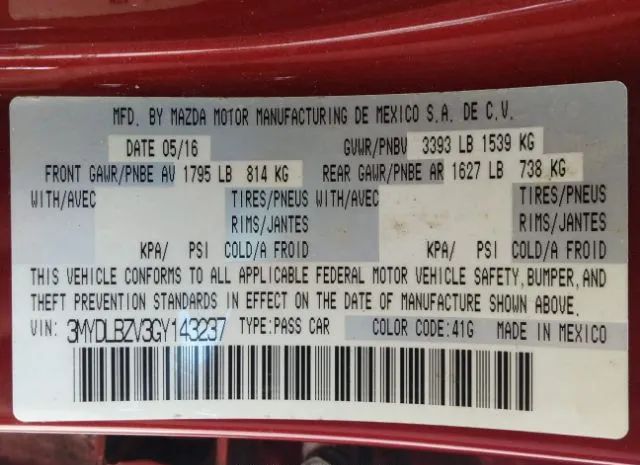 MFD. BY MAZDA MOTOR MANUFACTURING DE MEXICO S.A. DE C.V.
DATE 05/16 GVWR/PNBV 3393 LB 1539 KG
FRONT GAWR/PNBE AV 1795 LB 814 KG REAR GAWR/PNBE AR 1627 LB 738 KG
WITH/AVEC TIRES/PNEUS WITH/AVEC TIRES/PNEUS
RIMS/JANTES RIMS/JANTES
KPA/ PSI COLD/A FROID KPA/ PSI COLD/A FROID
THIS VEHICLE CONFORMS TO ALL APPLICABLE FEDERAL MOTOR VEHICLE SAFETY, BUMPER, AND
THEFT PREVENTION STANDARDS IN EFFECT ON THE DATE OF MANUFACTURE SHOWN ABOVE.
VIN: 3MYDLBZV3GY143237 TYPE:PASS CAR COLOR CODE:41G MADE IN MEXICO